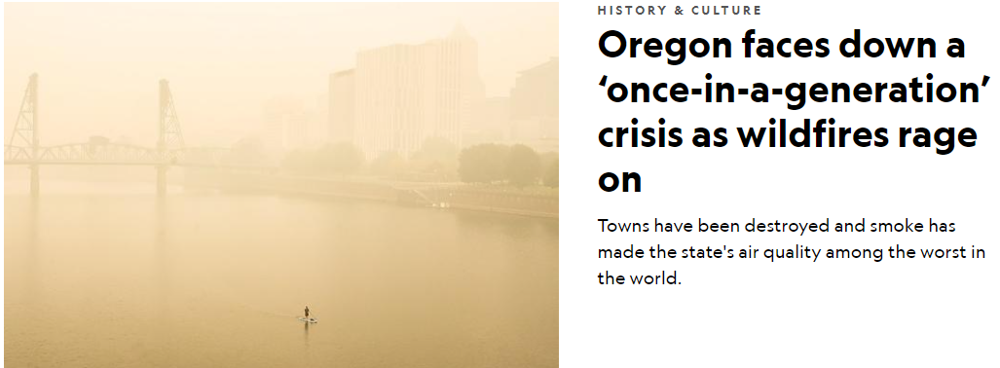 HISTORY & CULTURE
Oregon faces down a
‘once-in-a-generation’
crisis as wildfires rage
on
Towns have been destroyed and smoke has
made the state's air quality among the worst in
the world.